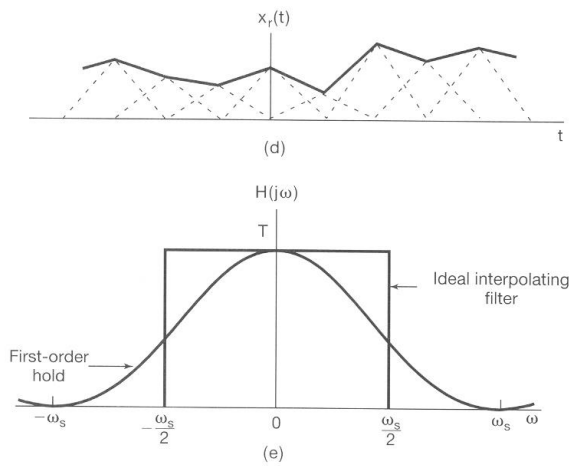 xᵣ(t)
t
(d)
H(jω)
T
Ideal interpolating
filter
First-order
hold
−ωₛ
−ωₛ/2
0
ωₛ/2
ωₛ
ω
(e)